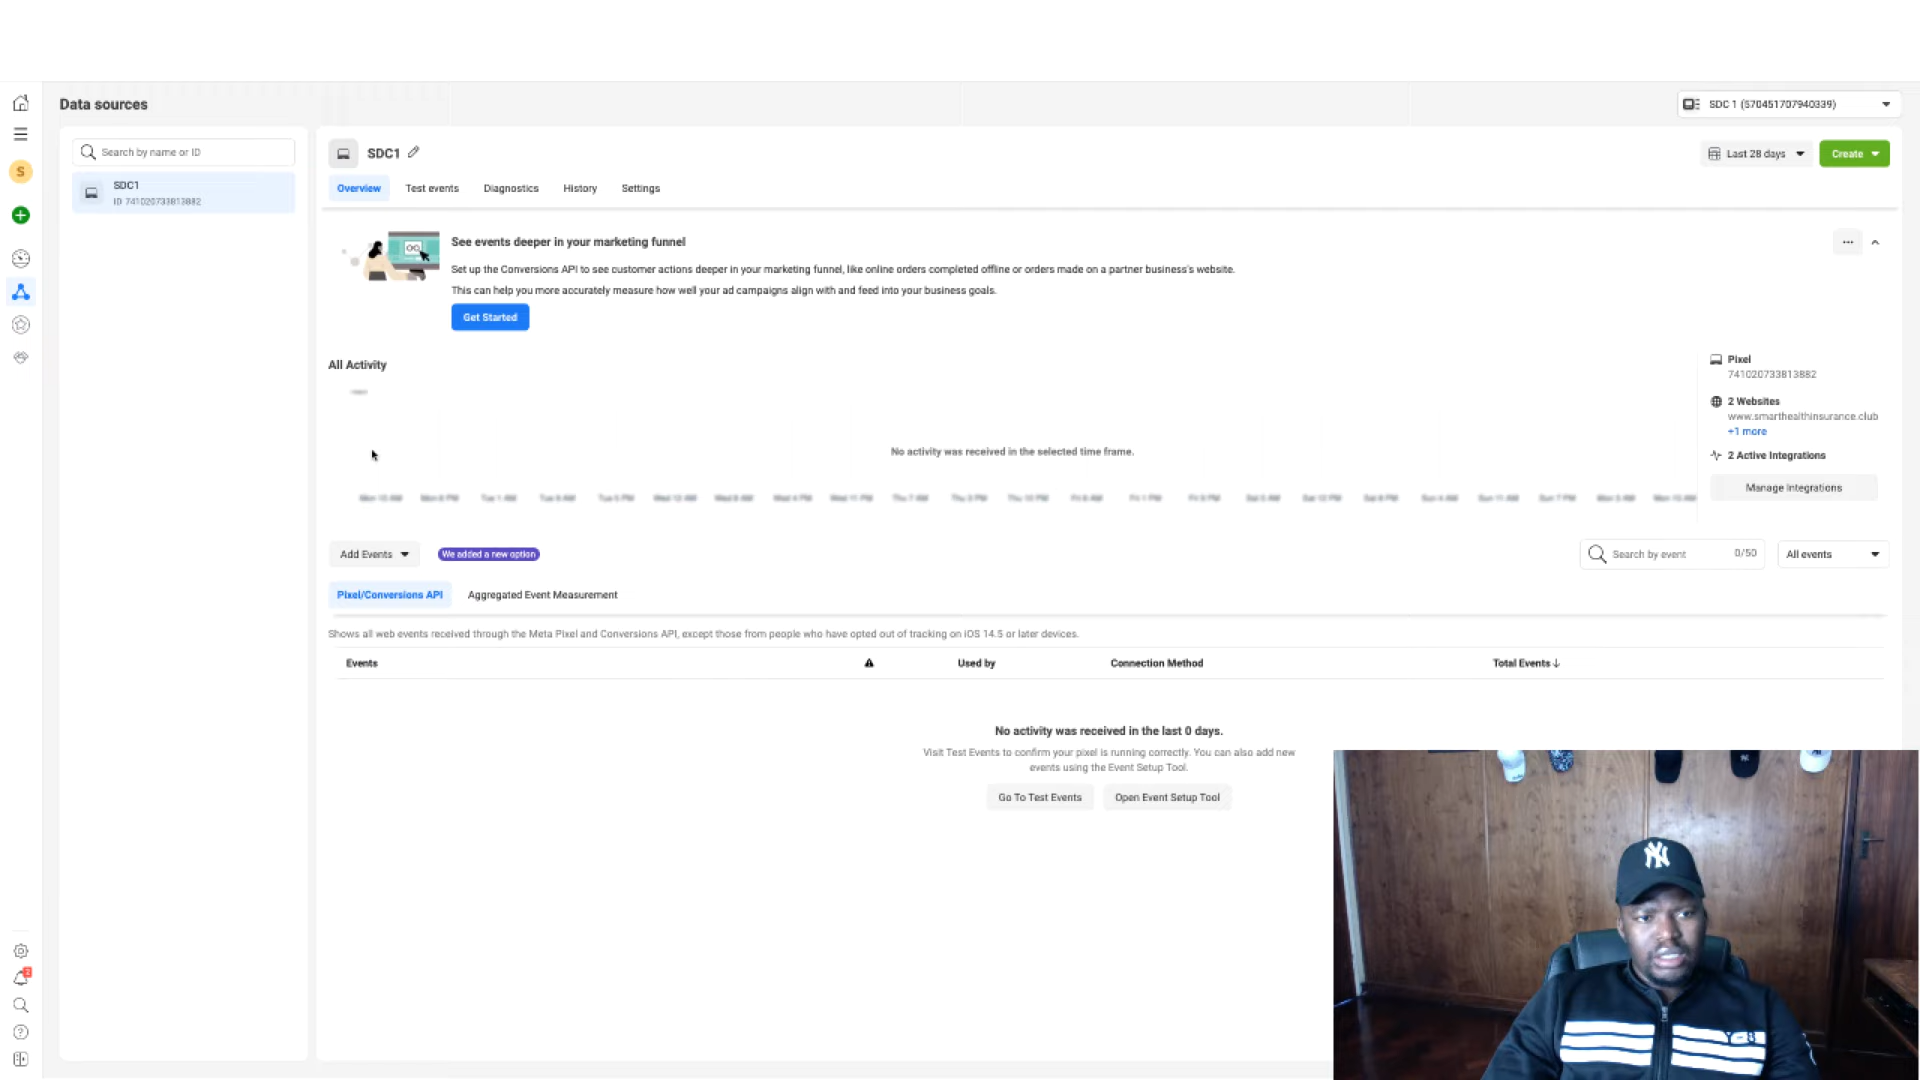 Data sources
SDC 1 (570451707940339)
Search by name or ID
SDC1
ID 741020733813882
S
SDC1
Last 28 days
Create
Overview
Test events
Diagnostics
History
Settings
See events deeper in your marketing funnel
Set up the Conversions API to see customer actions deeper in your marketing funnel, like online orders completed offline or orders made on a partner business's website.
This can help you more accurately measure how well your ad campaigns align with and feed into your business goals.
Get Started
All Activity
Pixel
741020733813882
2 Websites
www.smarthealthinsurance.club
+1 more
No activity was received in the selected time frame.
2 Active Integrations
Manage Integrations
Add Events
We added a new option
Search by event
0/50
All events
Pixel/Conversions API
Aggregated Event Measurement
Shows all web events received through the Meta Pixel and Conversions API, except those from people who have opted out of tracking on iOS 14.5 or later devices.
Events
Used by
Connection Method
Total Events
No activity was received in the last 0 days.
Visit Test Events to confirm your pixel is running correctly. You can also add new
events using the Event Setup Tool.
Go To Test Events
Open Event Setup Tool
NY
Y-3